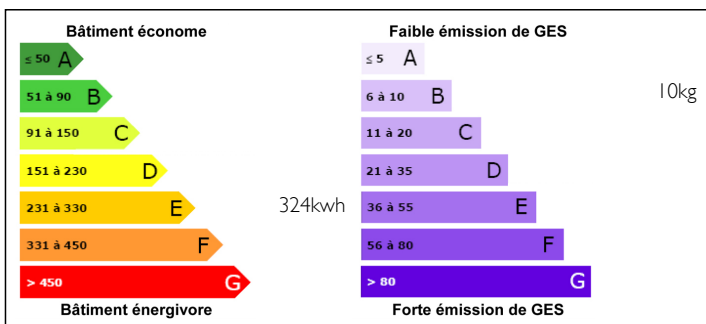 Bâtiment économe
≤ 50 A
51 à 90 B
91 à 150 C
151 à 230 D
231 à 330 E
324kwh
331 à 450 F
> 450 G
Bâtiment énergivore
Faible émission de GES
≤ 5 A
6 à 10 B
10kg
11 à 20 C
21 à 35 D
36 à 55 E
56 à 80 F
> 80 G
Forte émission de GES